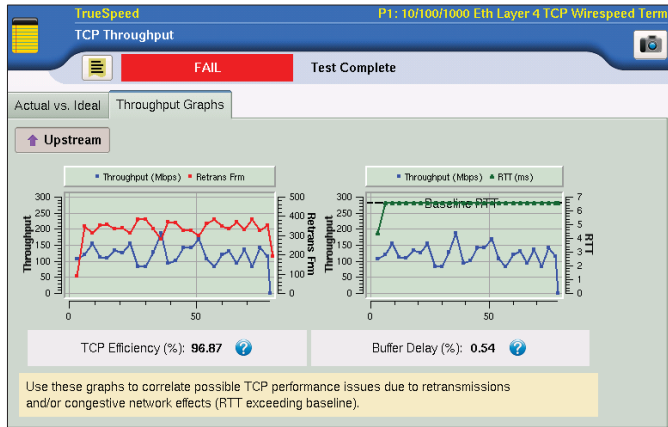 TrueSpeed
P1: 10/100/1000 Eth Layer 4 TCP Wirespeed Term
TCP Throughput
FAIL
Test Complete
Actual vs. Ideal
Throughput Graphs
Upstream
Throughput (Mbps) Retrans Frm
Throughput (Mbps) RTT (ms)
300
250
200
150
100
50
0
Throughput
500
400
300
200
100
0
Retrans Frm
0
50
Baseline RTT
300
250
200
150
100
50
0
Throughput
7
6
5
4
3
2
1
0
RTT
0
50
TCP Efficiency (%): 96.87 ?
Buffer Delay (%): 0.54 ?
Use these graphs to correlate possible TCP performance issues due to retransmissions
and/or congestive network effects (RTT exceeding baseline).